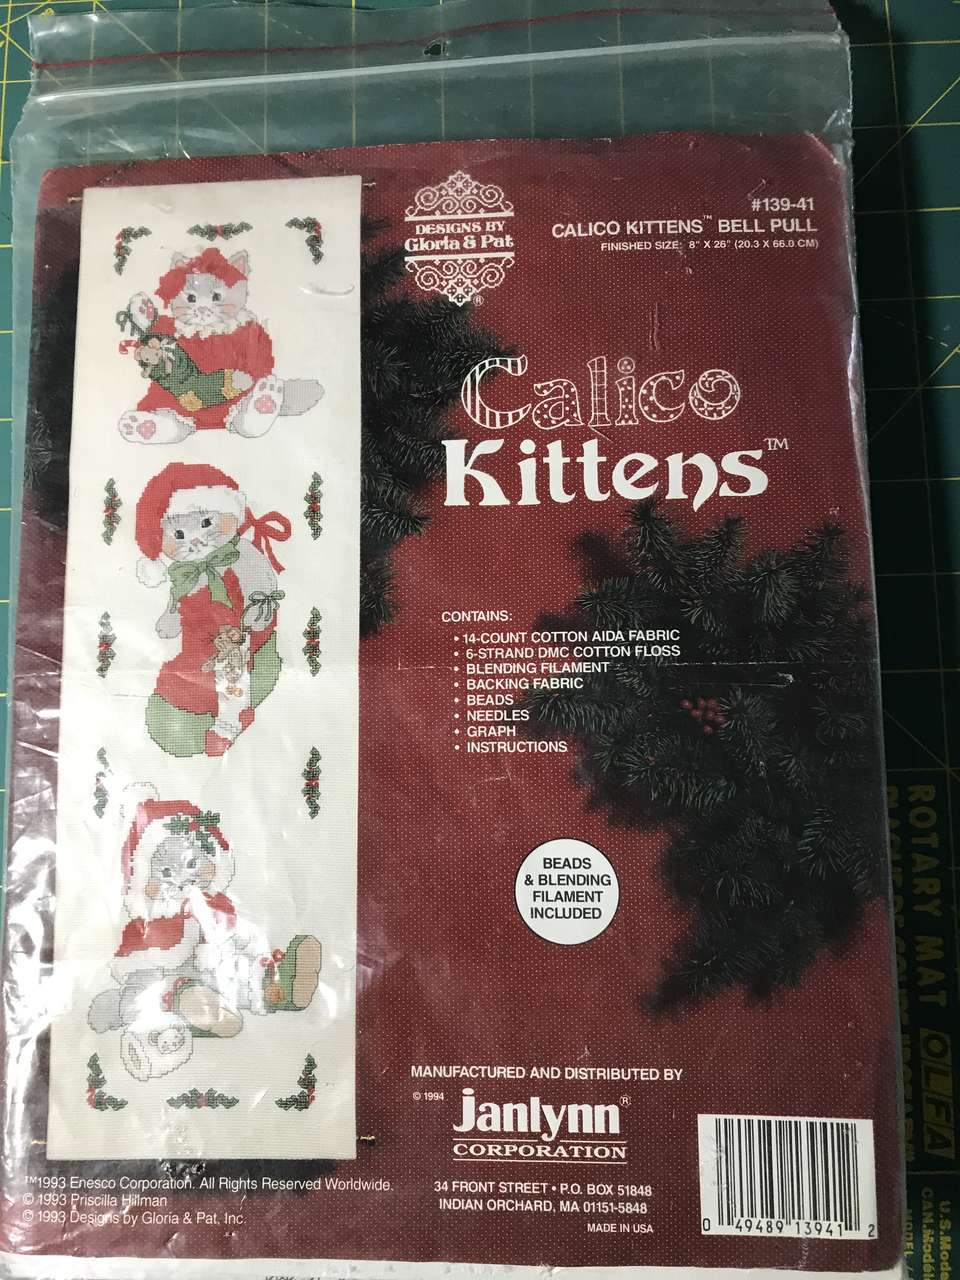 DESIGNS BY
Gloria & Pat
®
#139-41
CALICO KITTENS™ BELL PULL
FINISHED SIZE: 8" X 26" (20.3 X 66.0 CM)
Calico
Kittens™
CONTAINS:
• 14-COUNT COTTON AIDA FABRIC
• 6-STRAND DMC COTTON FLOSS
• BLENDING FILAMENT
• BACKING FABRIC
• BEADS
• NEEDLES
• GRAPH
• INSTRUCTIONS
BEADS
& BLENDING
FILAMENT
INCLUDED
MANUFACTURED AND DISTRIBUTED BY
© 1994
janlynn®
CORPORATION
34 FRONT STREET • P.O. BOX 51848
INDIAN ORCHARD, MA 01151-5848
MADE IN USA
™1993 Enesco Corporation. All Rights Reserved Worldwide.
© 1993 Priscilla Hillman
© 1993 Designs by Gloria & Pat, Inc.
0 49489 13941 2
ROTARY MAT
OLFA